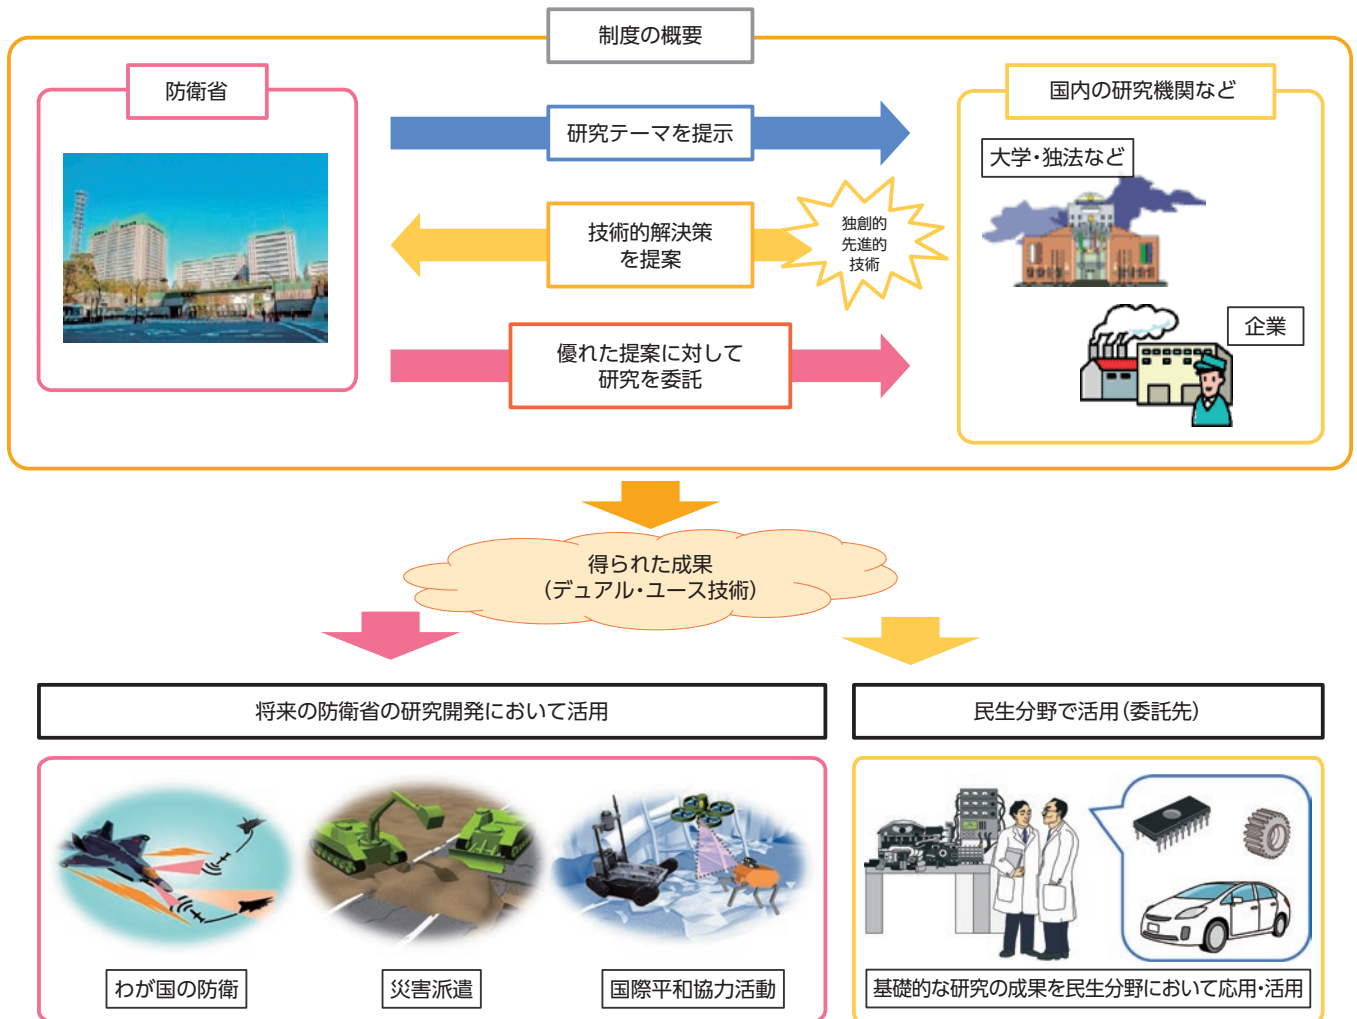 制度の概要
防衛省
国内の研究機関など
研究テーマを提示
大学・独法など
技術的解決策
を提案
独創的
先進的
技術
企業
優れた提案に対して
研究を委託
得られた成果
（デュアル・ユース技術）
将来の防衛省の研究開発において活用
民生分野で活用（委託先）
わが国の防衛
災害派遣
国際平和協力活動
基礎的な研究の成果を民生分野において応用・活用